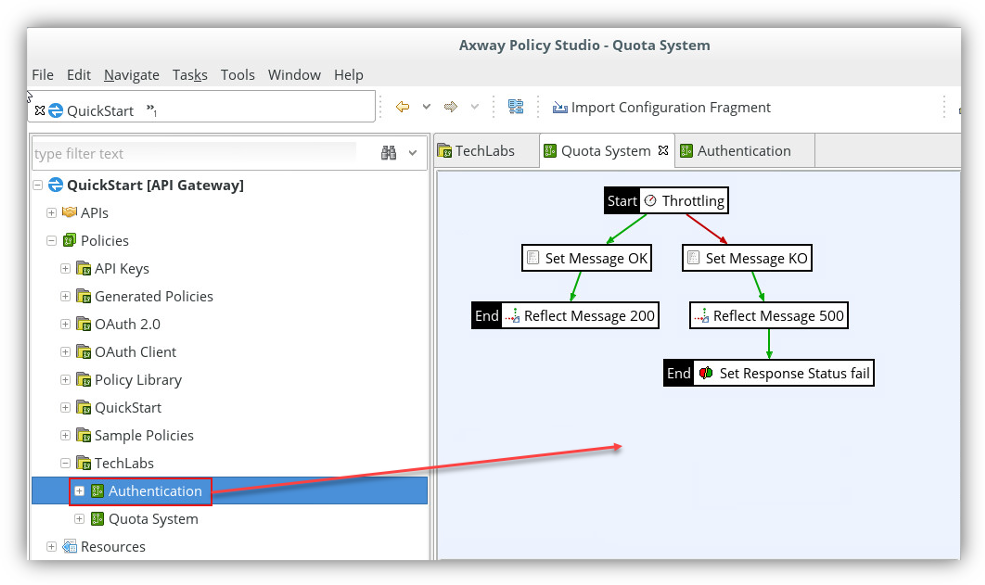 Axway Policy Studio - Quota System
File Edit Navigate Tasks Tools Window Help
QuickStart »1
Import Configuration Fragment
type filter text
TechLabs
Quota System
Authentication
QuickStart [API Gateway]
APIs
Policies
API Keys
Generated Policies
OAuth 2.0
OAuth Client
Policy Library
QuickStart
Sample Policies
TechLabs
Authentication
Quota System
Resources
Start Throttling
Set Message OK
Set Message KO
End Reflect Message 200
Reflect Message 500
End Set Response Status fail